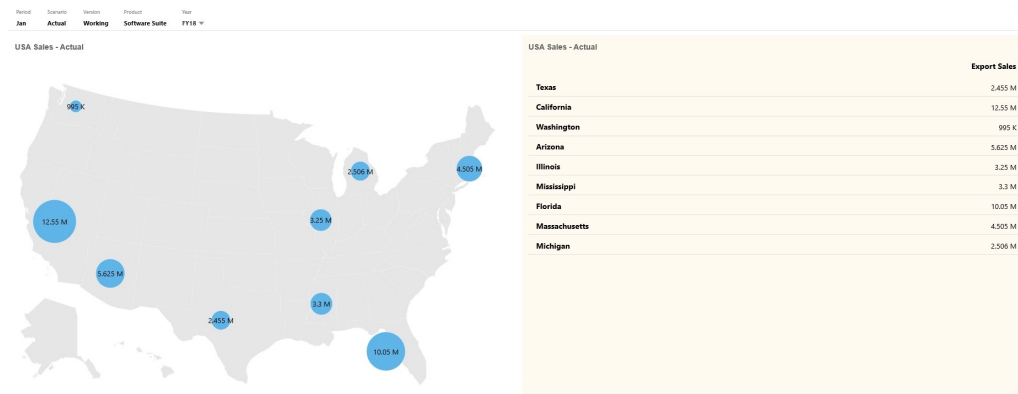 Period Scenario Version Product Year
Jan Actual Working Software Suite FY18
USA Sales - Actual
995 K
2.506 M
4.505 M
12.55 M
3.25 M
5.625 M
3.3 M
2.455 M
10.05 M
USA Sales - Actual
Export Sales
Texas 2.455 M
California 12.55 M
Washington 995 K
Arizona 5.625 M
Illinois 3.25 M
Mississippi 3.3 M
Florida 10.05 M
Massachusetts 4.505 M
Michigan 2.506 M